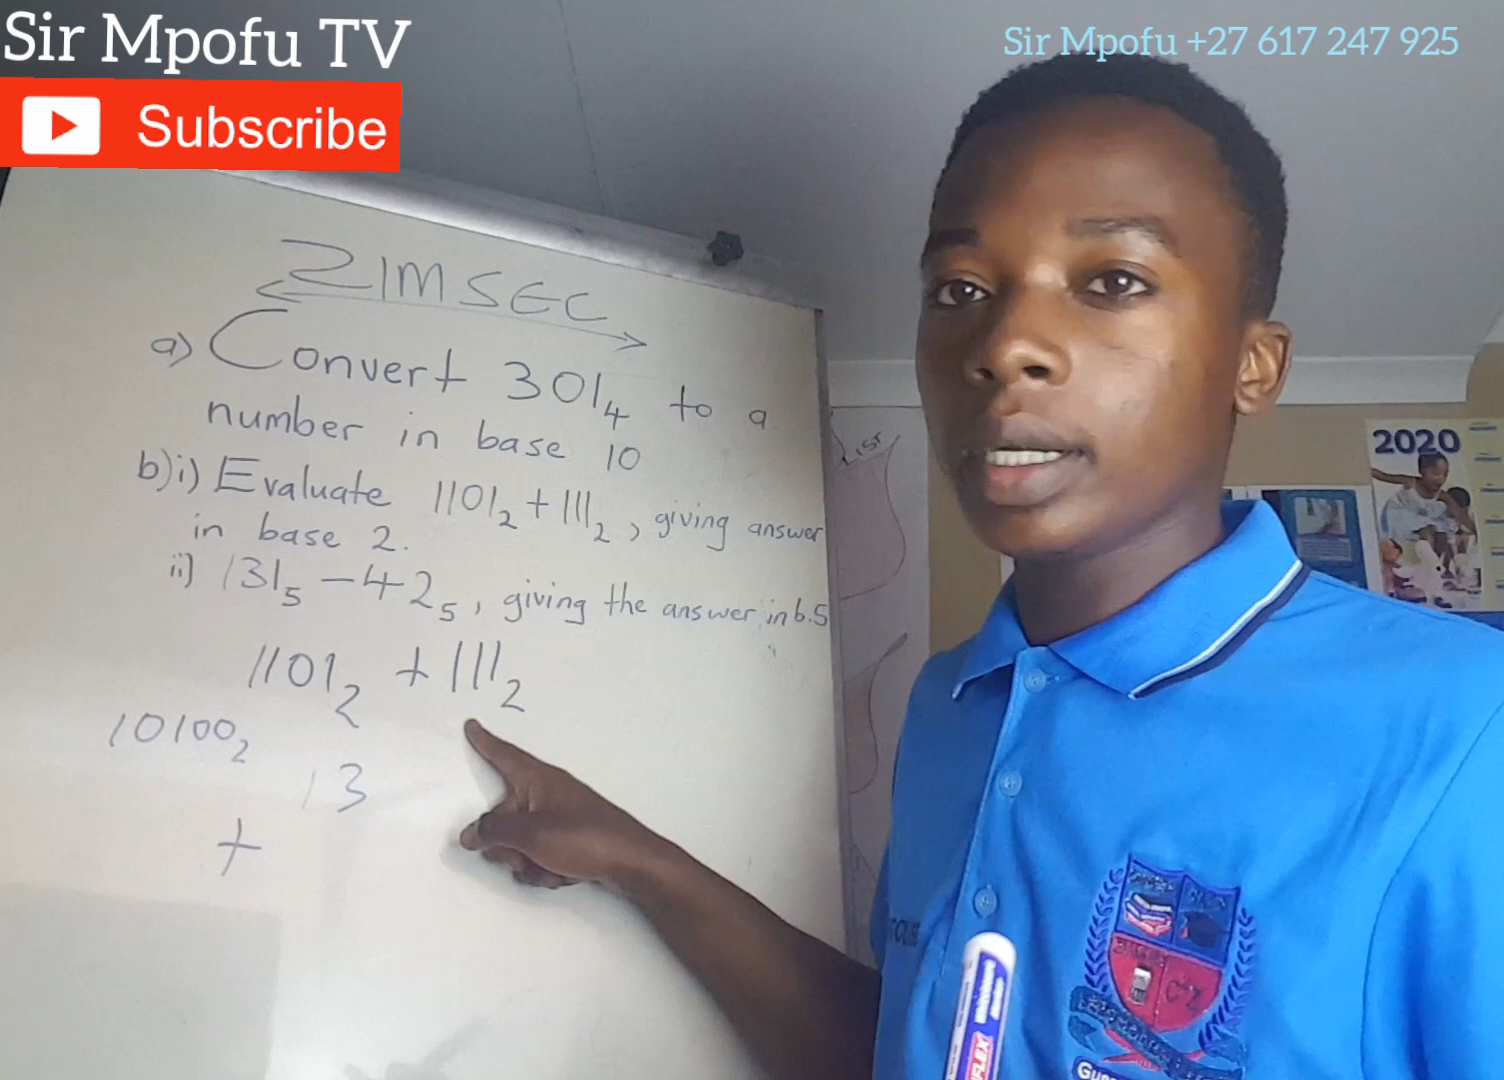 Sir Mpofu TV
Sir Mpofu +27 617 247 925
Subscribe
ZIMSEC
a) Convert 301₄ to a
number in base 10
b)i) Evaluate 1101₂ + 111₂, giving answer
in base 2.
ii) 131₅ - 42₅, giving the answer in b.5
1101₂ + 111₂
10100₂
13
+
LIST
2020